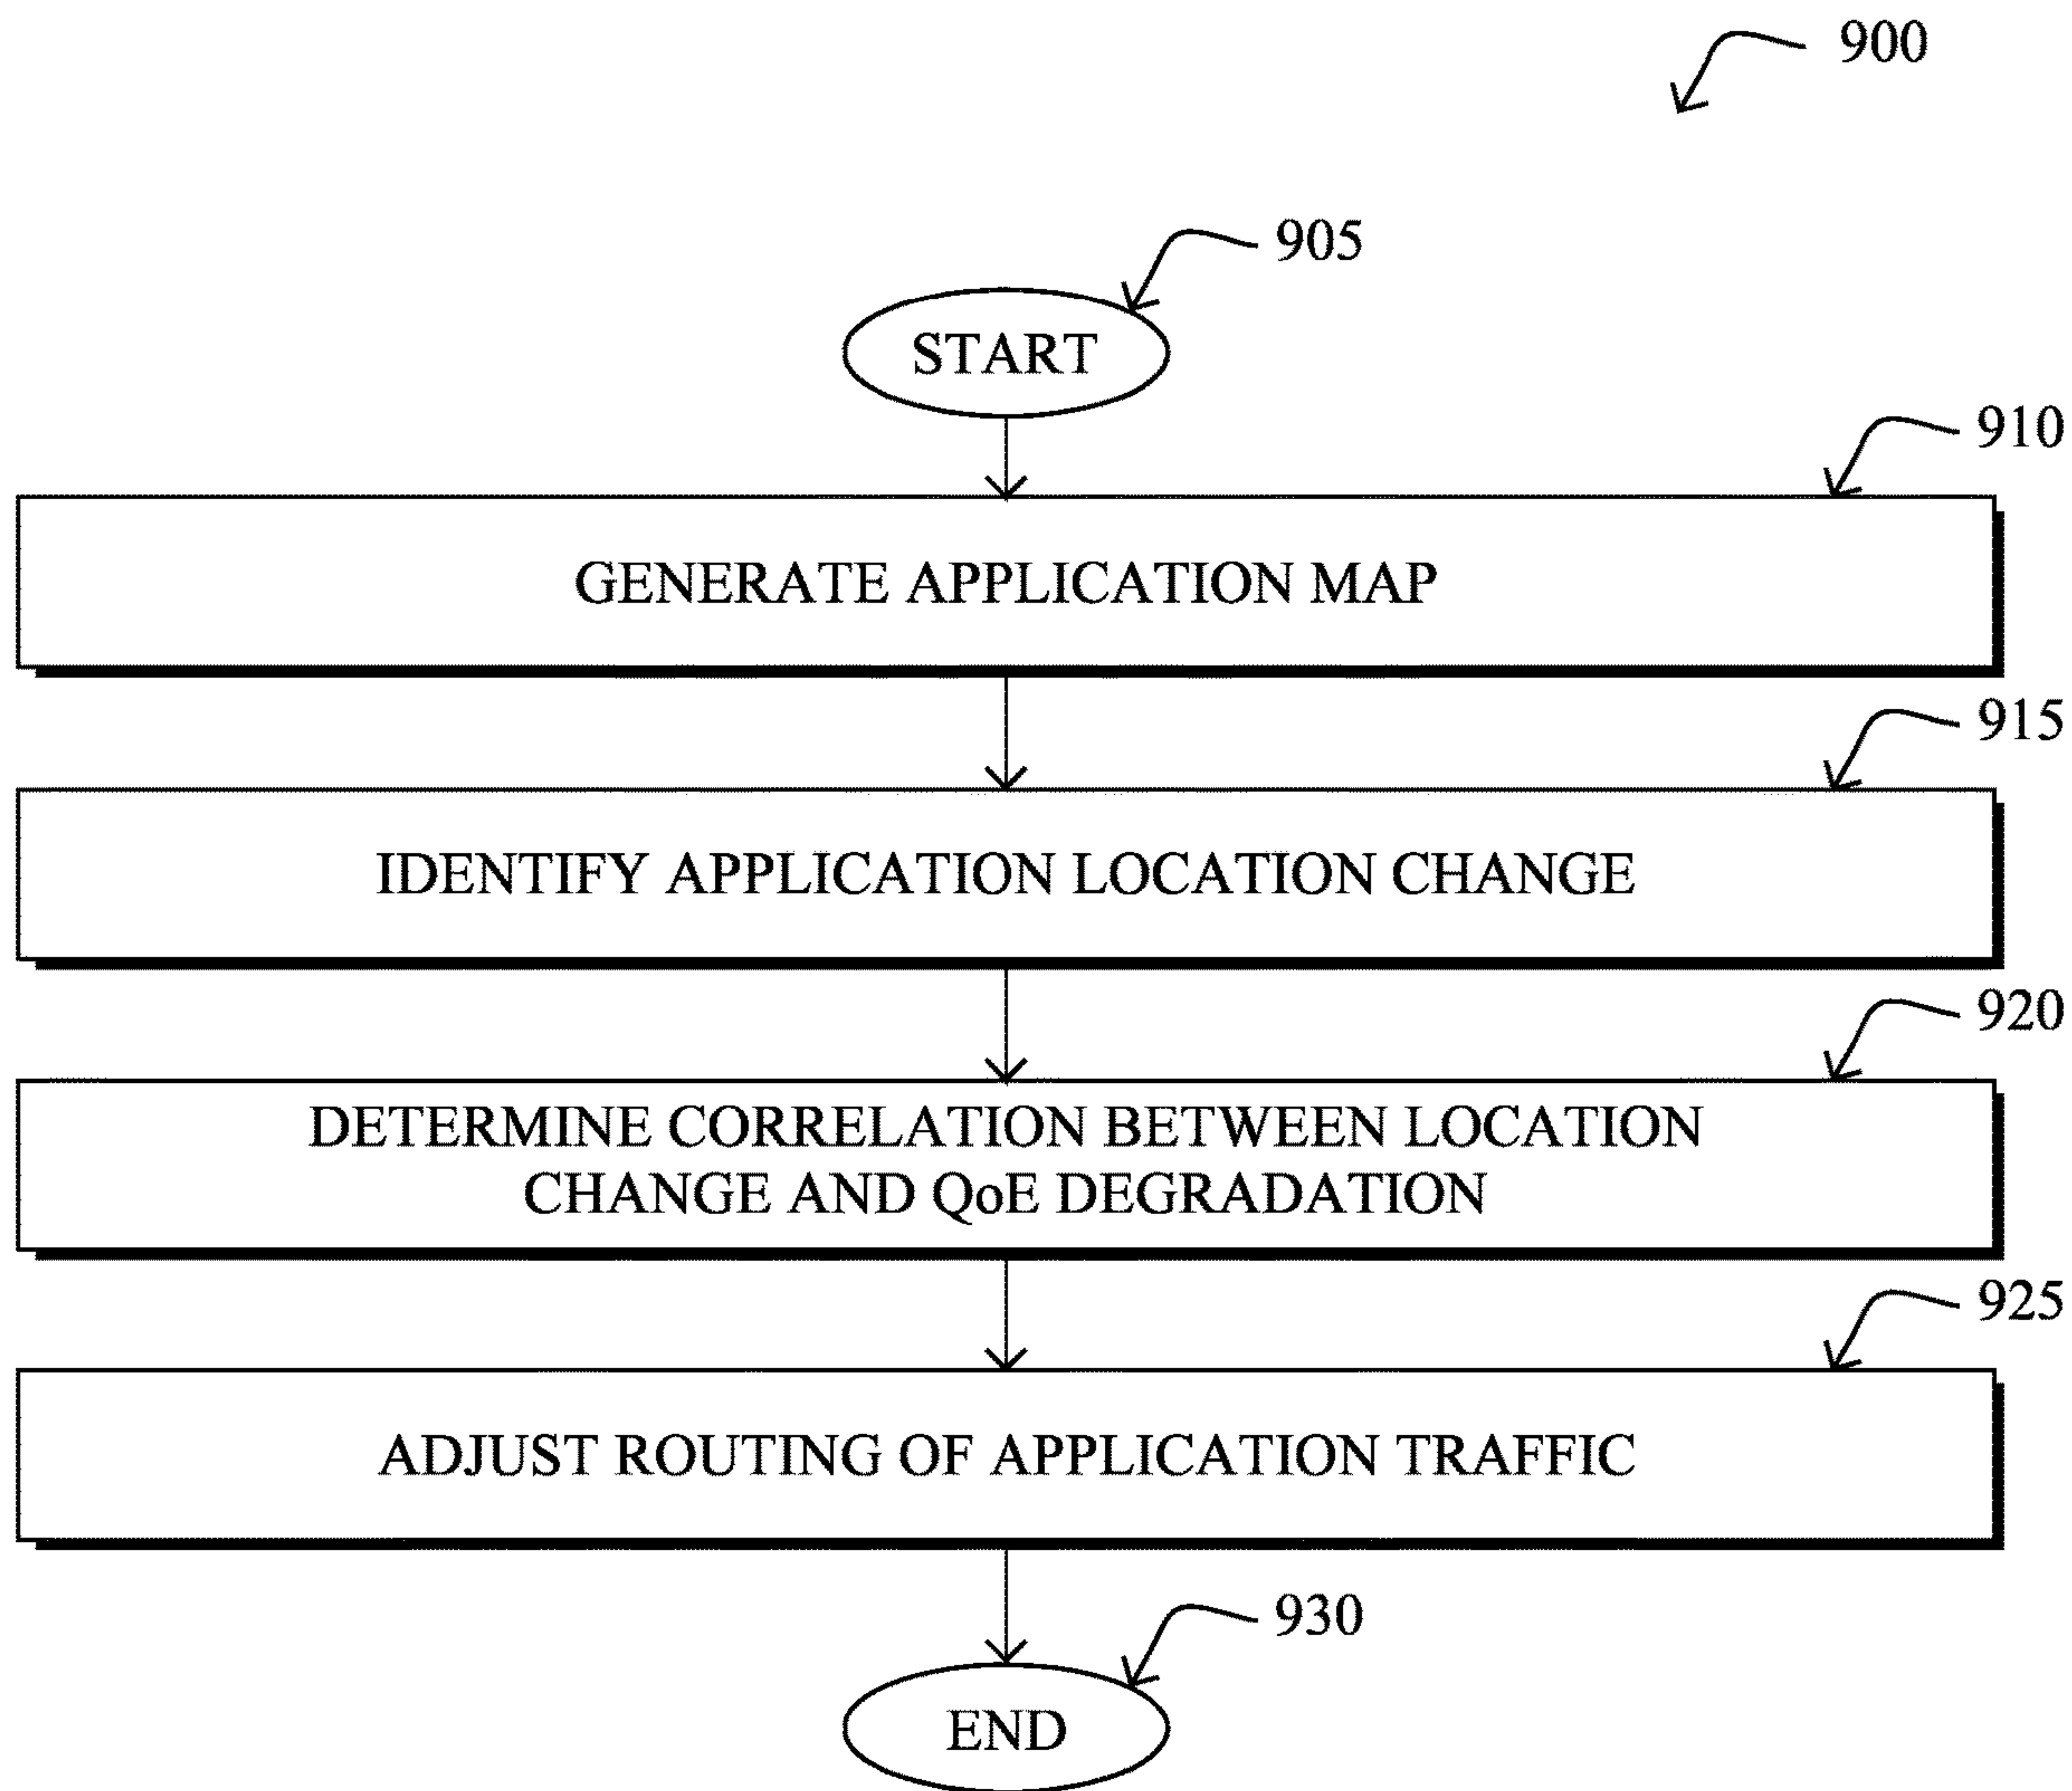 900
905
START
910
GENERATE APPLICATION MAP
915
IDENTIFY APPLICATION LOCATION CHANGE
920
DETERMINE CORRELATION BETWEEN LOCATION
CHANGE AND QoE DEGRADATION
925
ADJUST ROUTING OF APPLICATION TRAFFIC
930
END